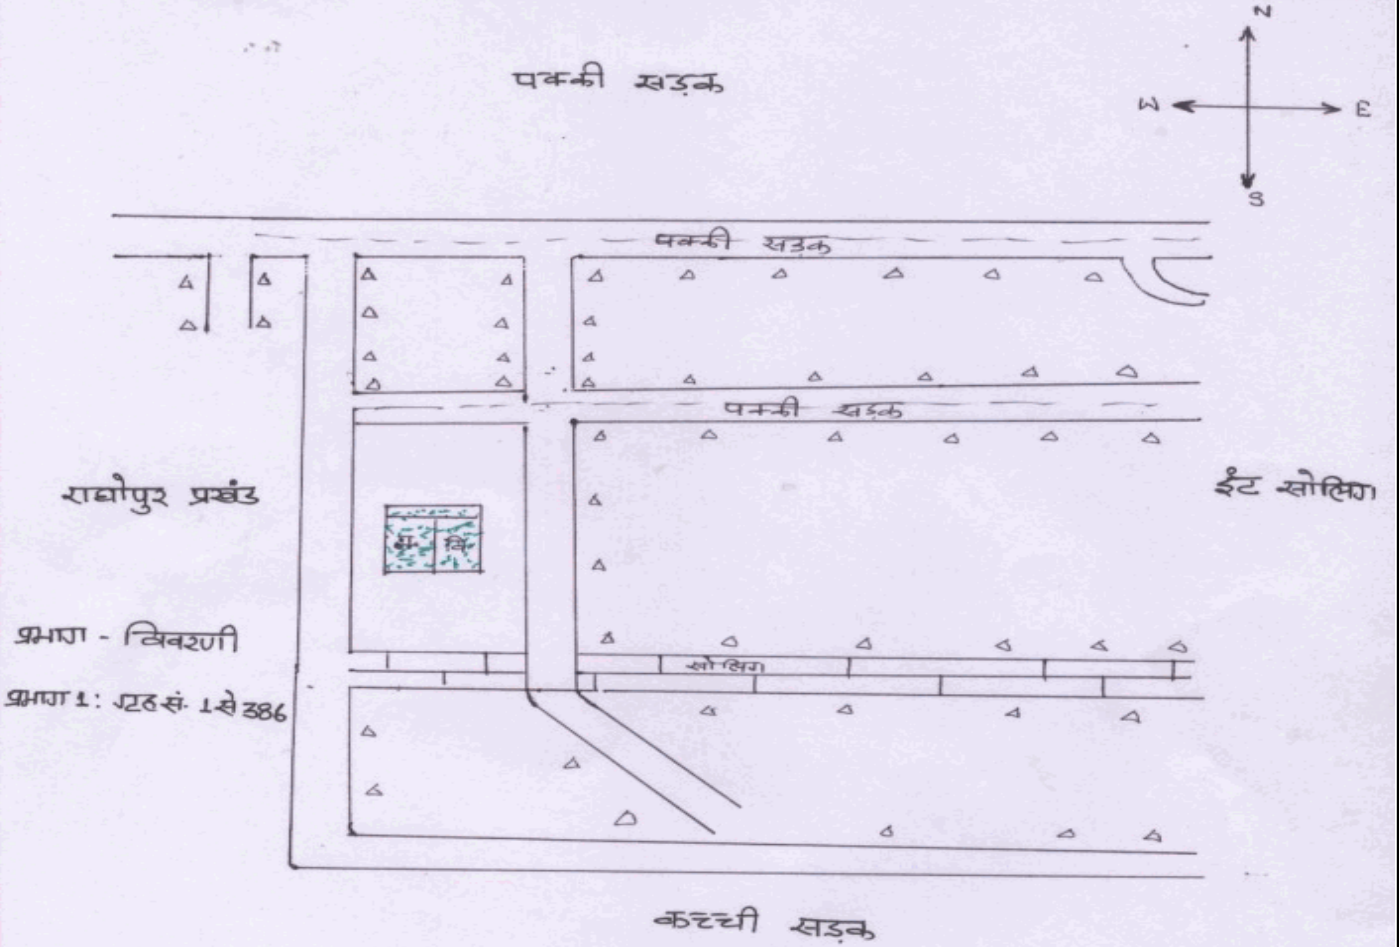 N
पक्की सड़क
W E
S
पक्की सड़क
पक्की सड़क
राघोपुर प्रखंड
ईंट सोलिंग
वि
प्रभाग - विवरणी
सोलिंग
प्रभाग 1: गृह सं. 1 से 386
कच्ची सड़क